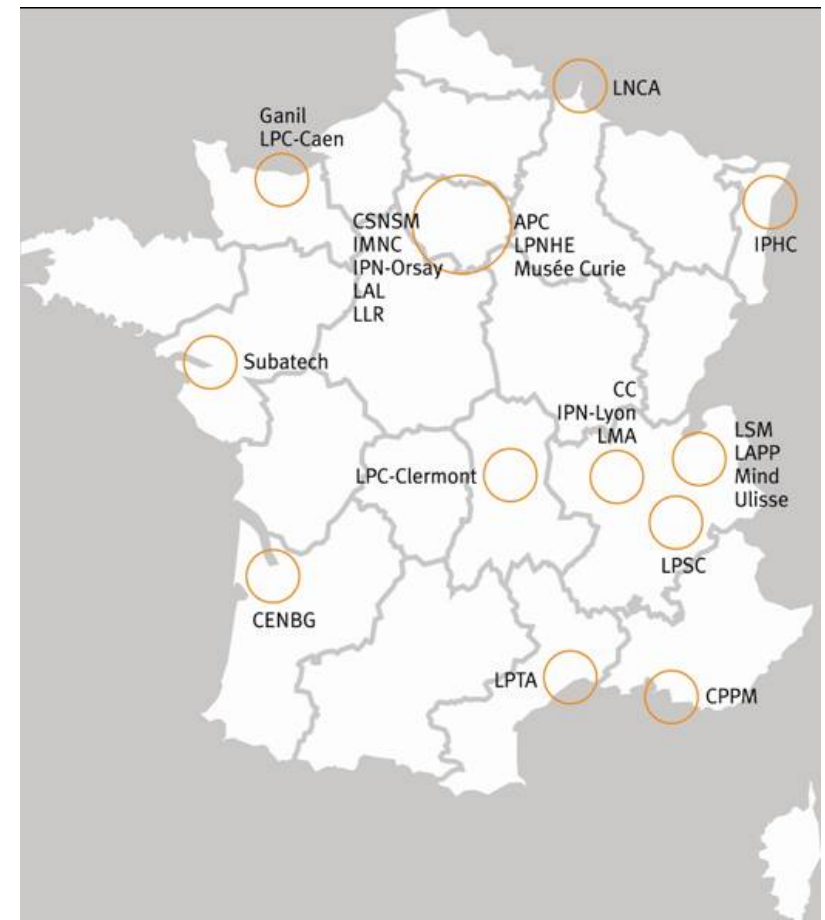 LNCA
Ganil
LPC-Caen
CSNSM
IMNC
IPN-Orsay
LAL
LLR
APC
LPNHE
Musée Curie
IPHC
Subatech
CC
IPN-Lyon
LMA
LSM
LAPP
Mind
Ulisse
LPC-Clermont
LPSC
CENBG
LPTA
CPPM